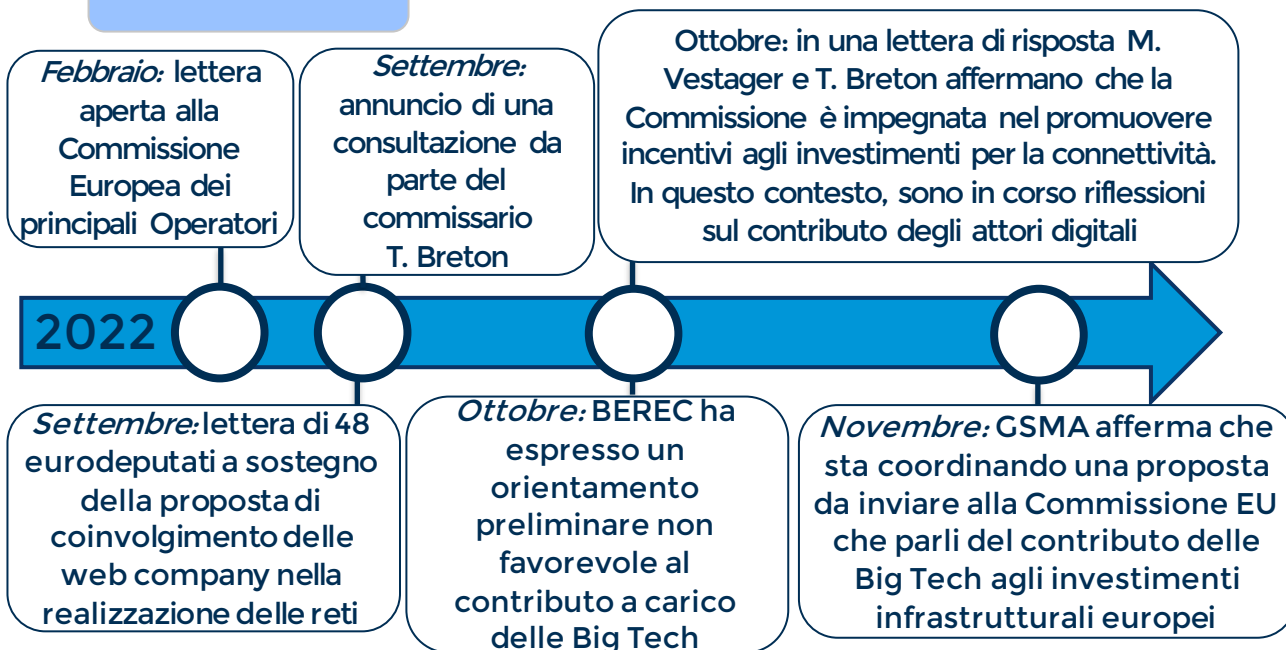 Febbraio: lettera
aperta alla
Commissione
Europea dei
principali Operatori
Settembre:
annuncio di una
consultazione da
parte del
commissario
T. Breton
Ottobre: in una lettera di risposta M.
Vestager e T. Breton affermano che la
Commissione è impegnata nel promuovere
incentivi agli investimenti per la connettività.
In questo contesto, sono in corso riflessioni
sul contributo degli attori digitali
2022
Settembre: lettera di 48
eurodeputati a sostegno
della proposta di
coinvolgimento delle
web company nella
realizzazione delle reti
Ottobre: BEREC ha
espresso un
orientamento
preliminare non
favorevole al
contributo a carico
delle Big Tech
Novembre: GSMA afferma che
sta coordinando una proposta
da inviare alla Commissione EU
che parli del contributo delle
Big Tech agli investimenti
infrastrutturali europei